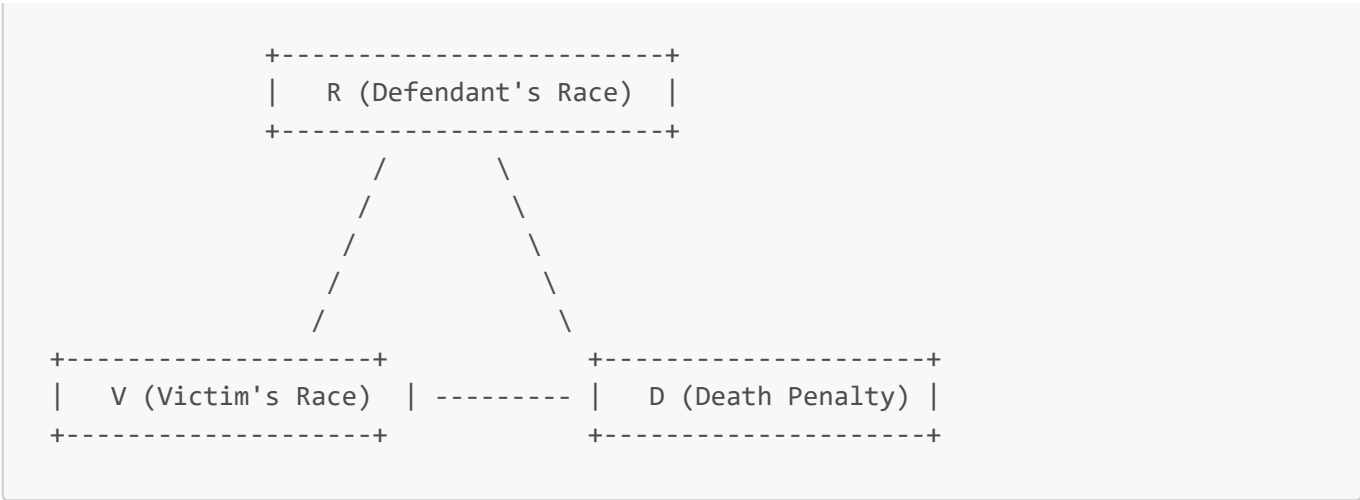 R (Defendant's Race)
V (Victim's Race) --------- D (Death Penalty)